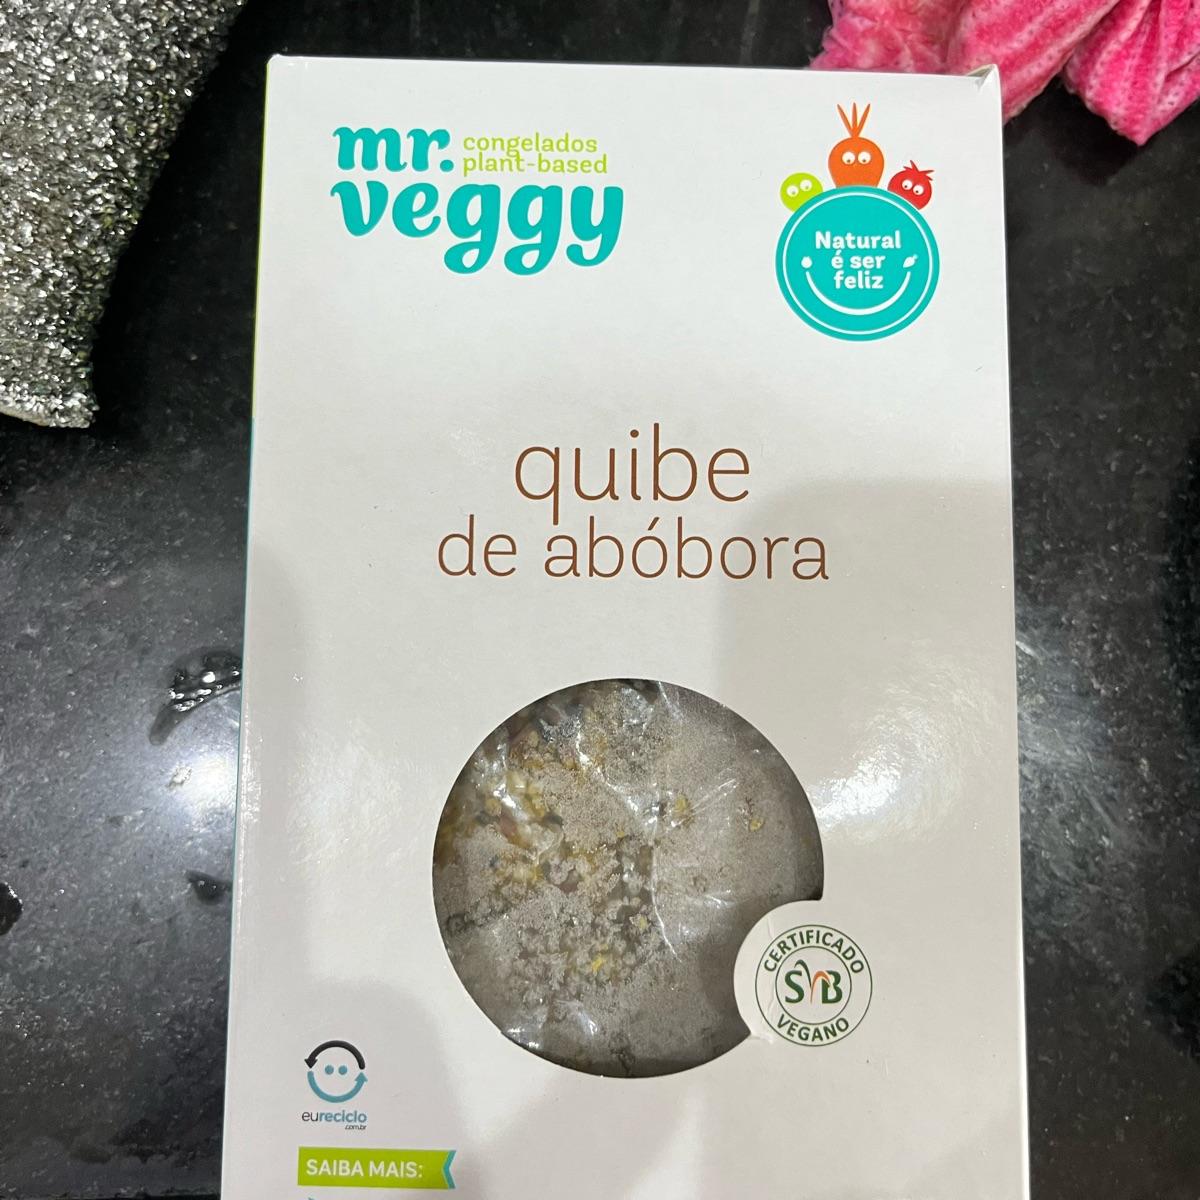 mr. congelados
plant-based
veggy
Natural
é ser
feliz
quibe
de abóbora
CERTIFICADO
SVB
VEGANO
eureciclo
.com.br
SAIBA MAIS: